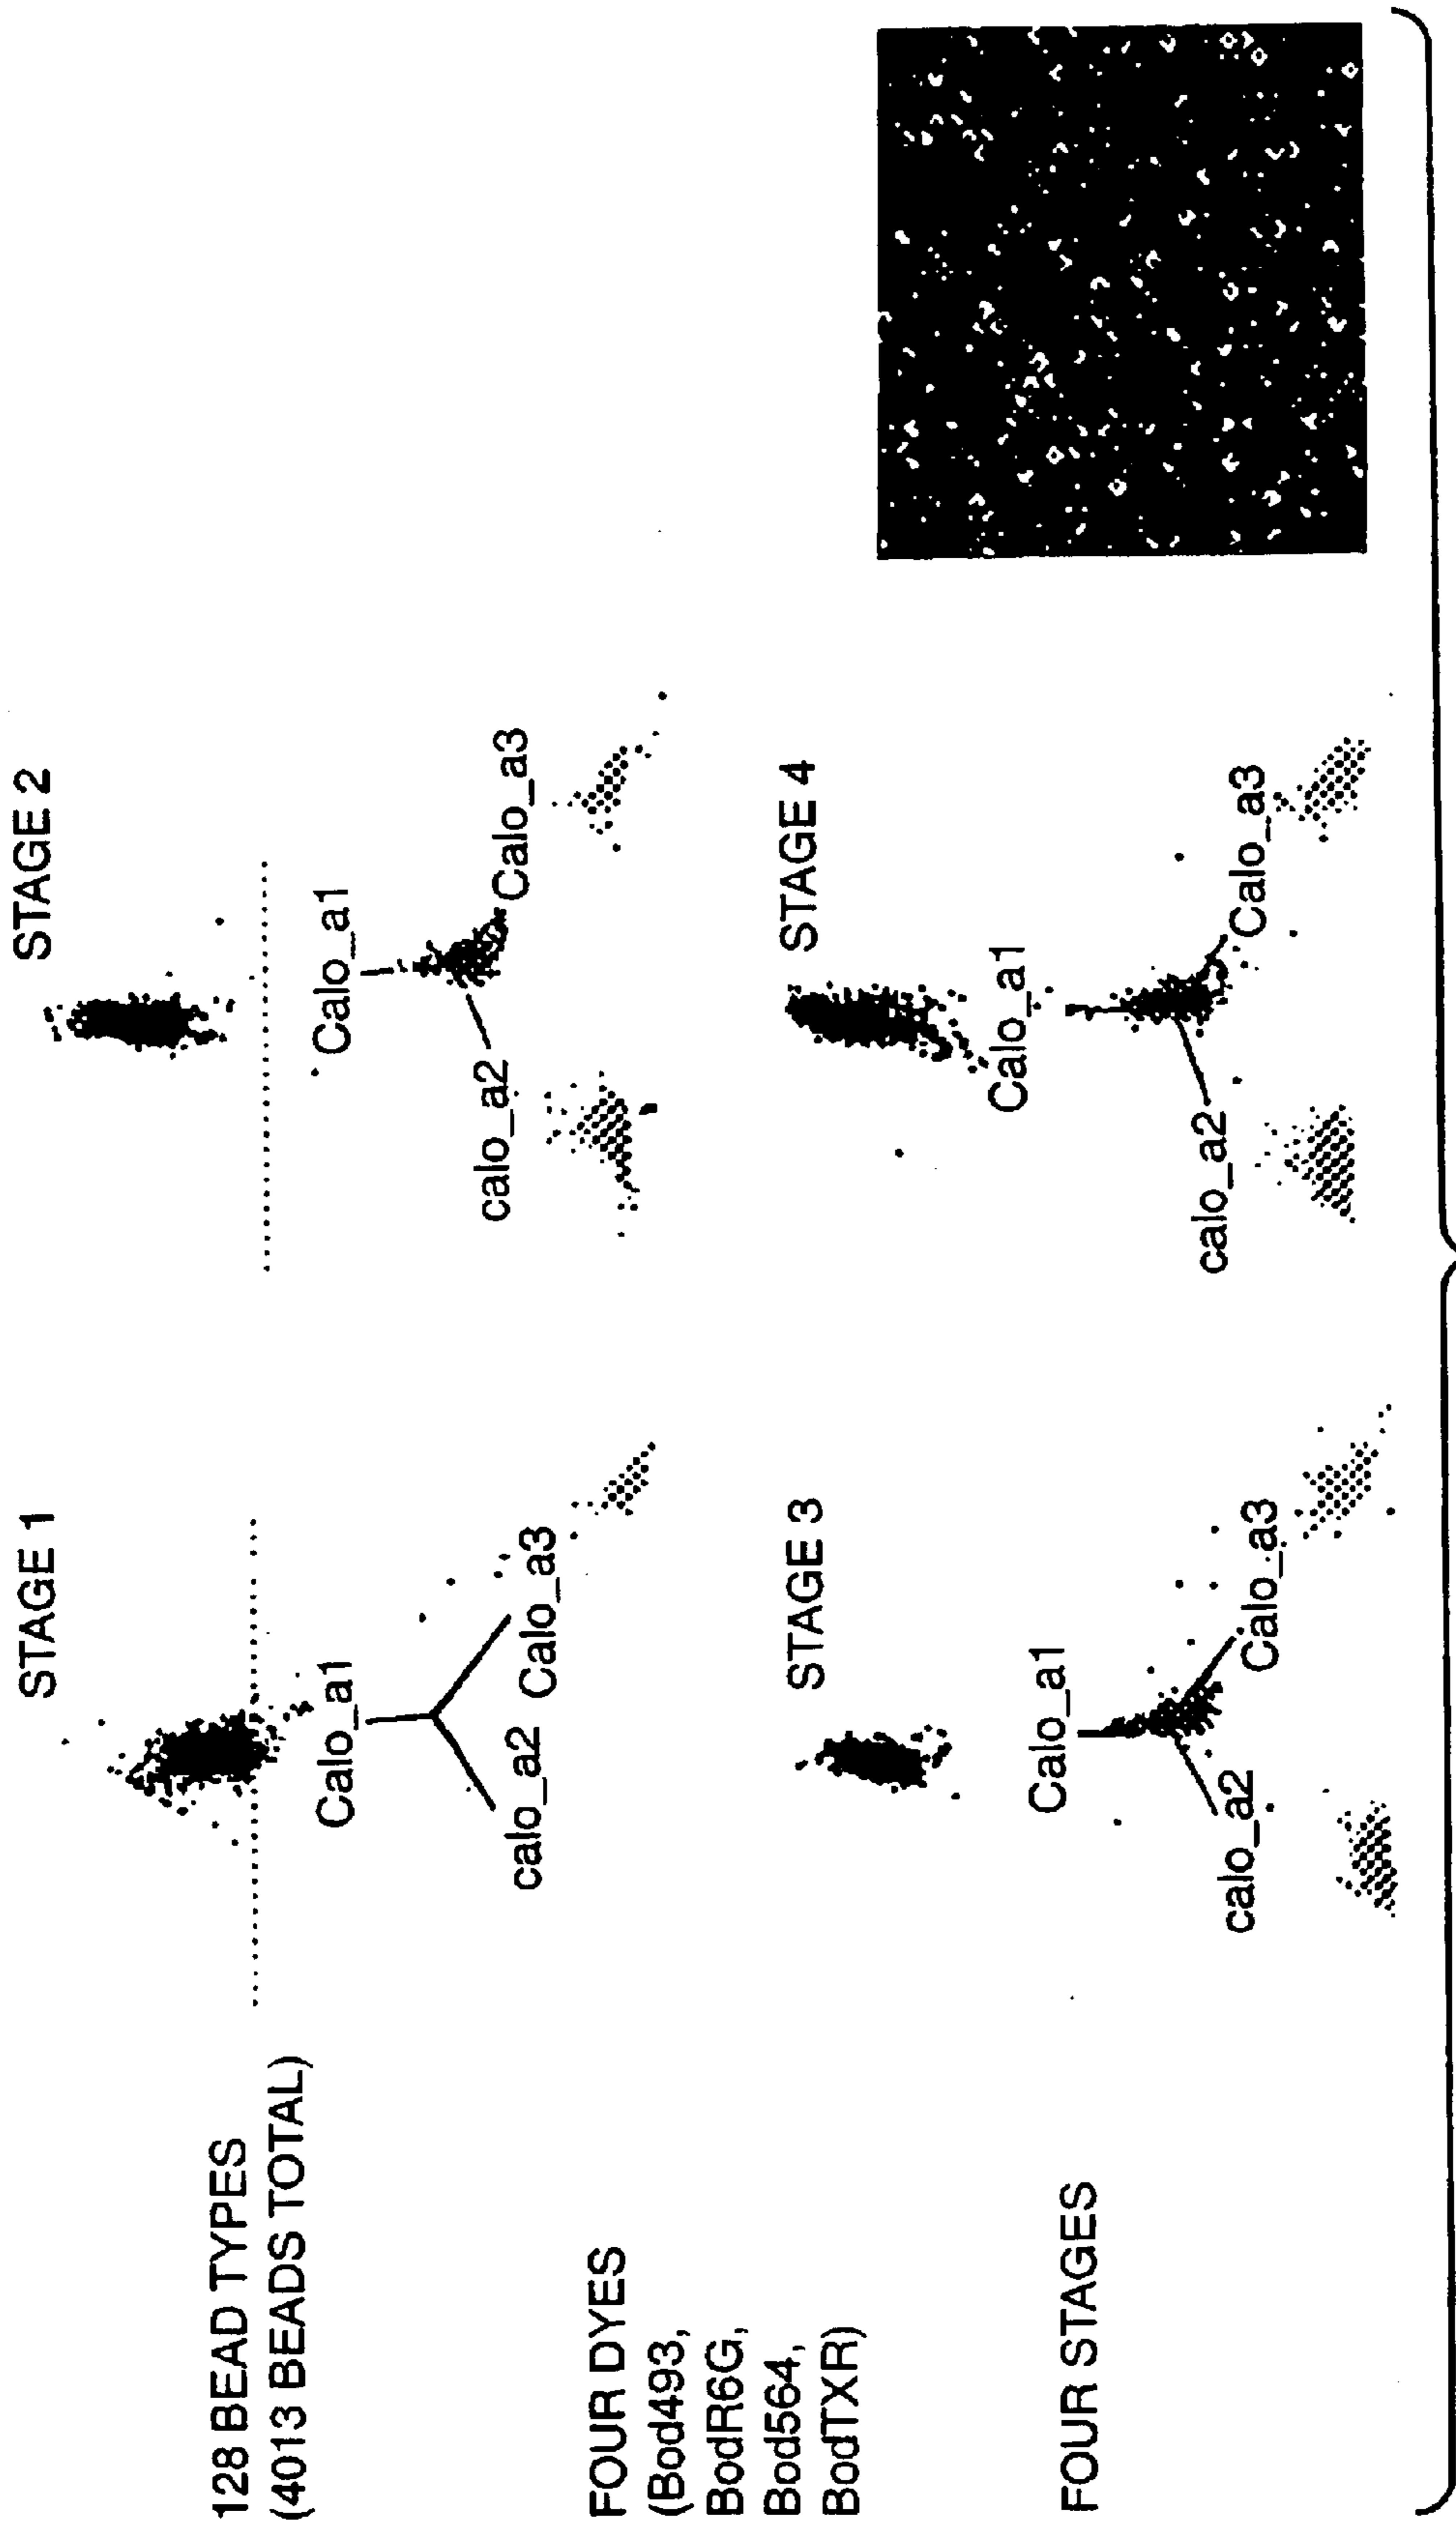 128 BEAD TYPES
(4013 BEADS TOTAL)
FOUR DYES
(Bod493,
BodR6G,
Bod564,
BodTXR)
FOUR STAGES
STAGE 1
Calo_a1
calo_a2
Calo_a3
STAGE 2
Calo_a1
calo_a2
Calo_a3
STAGE 3
Calo_a1
calo_a2
Calo_a3
STAGE 4
Calo_a1
calo_a2
Calo_a3